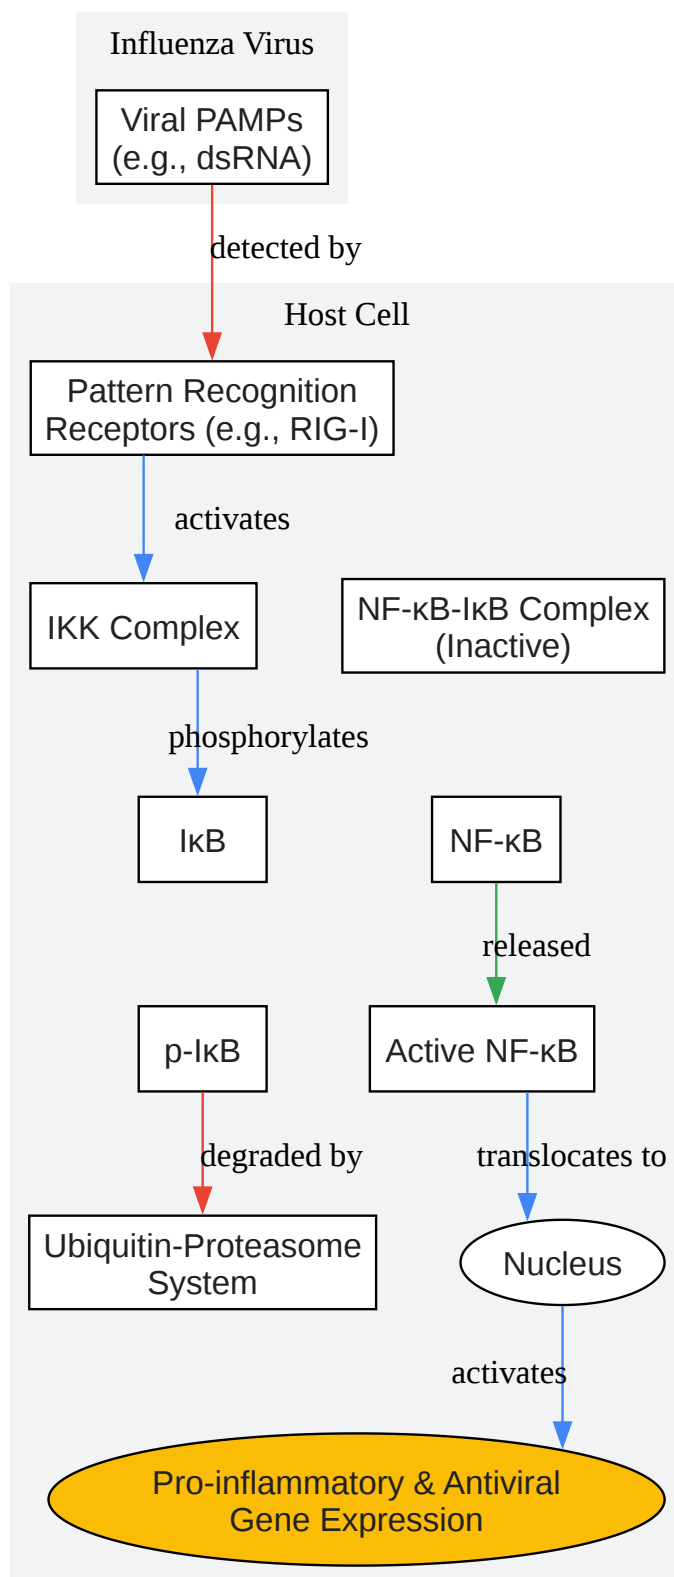 Influenza Virus
Viral PAMPs
(e.g., dsRNA)
detected by
Host Cell
Pattern Recognition
Receptors (e.g., RIG-I)
activates
IKK Complex
NF-κB-IκB Complex
(Inactive)
phosphorylates
IκB
NF-κB
released
p-IκB
Active NF-κB
degraded by
translocates to
Ubiquitin-Proteasome
System
Nucleus
activates
Pro-inflammatory & Antiviral
Gene Expression